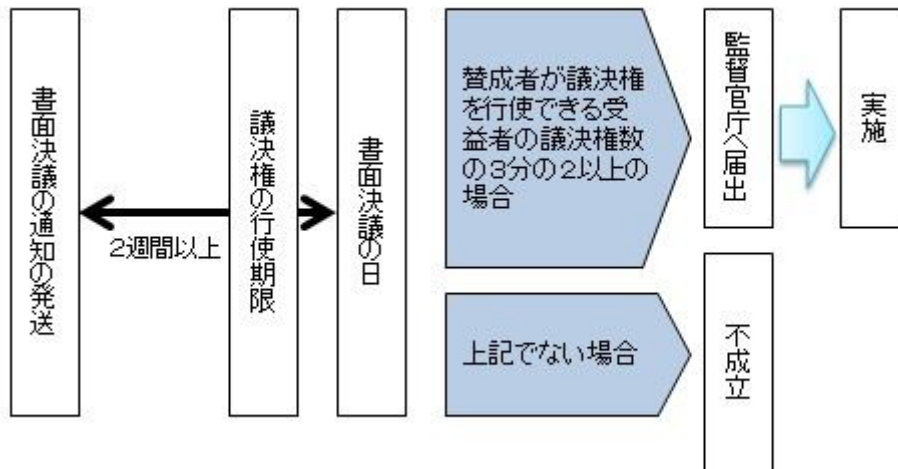 書面決議の通知の発送
2週間以上
議決権の行使期限
書面決議の日
賛成者が議決権
を行使できる受
益者の議決権数
の3分の2以上の
場合
監督官庁へ届出
実施
上記でない場合
不成立